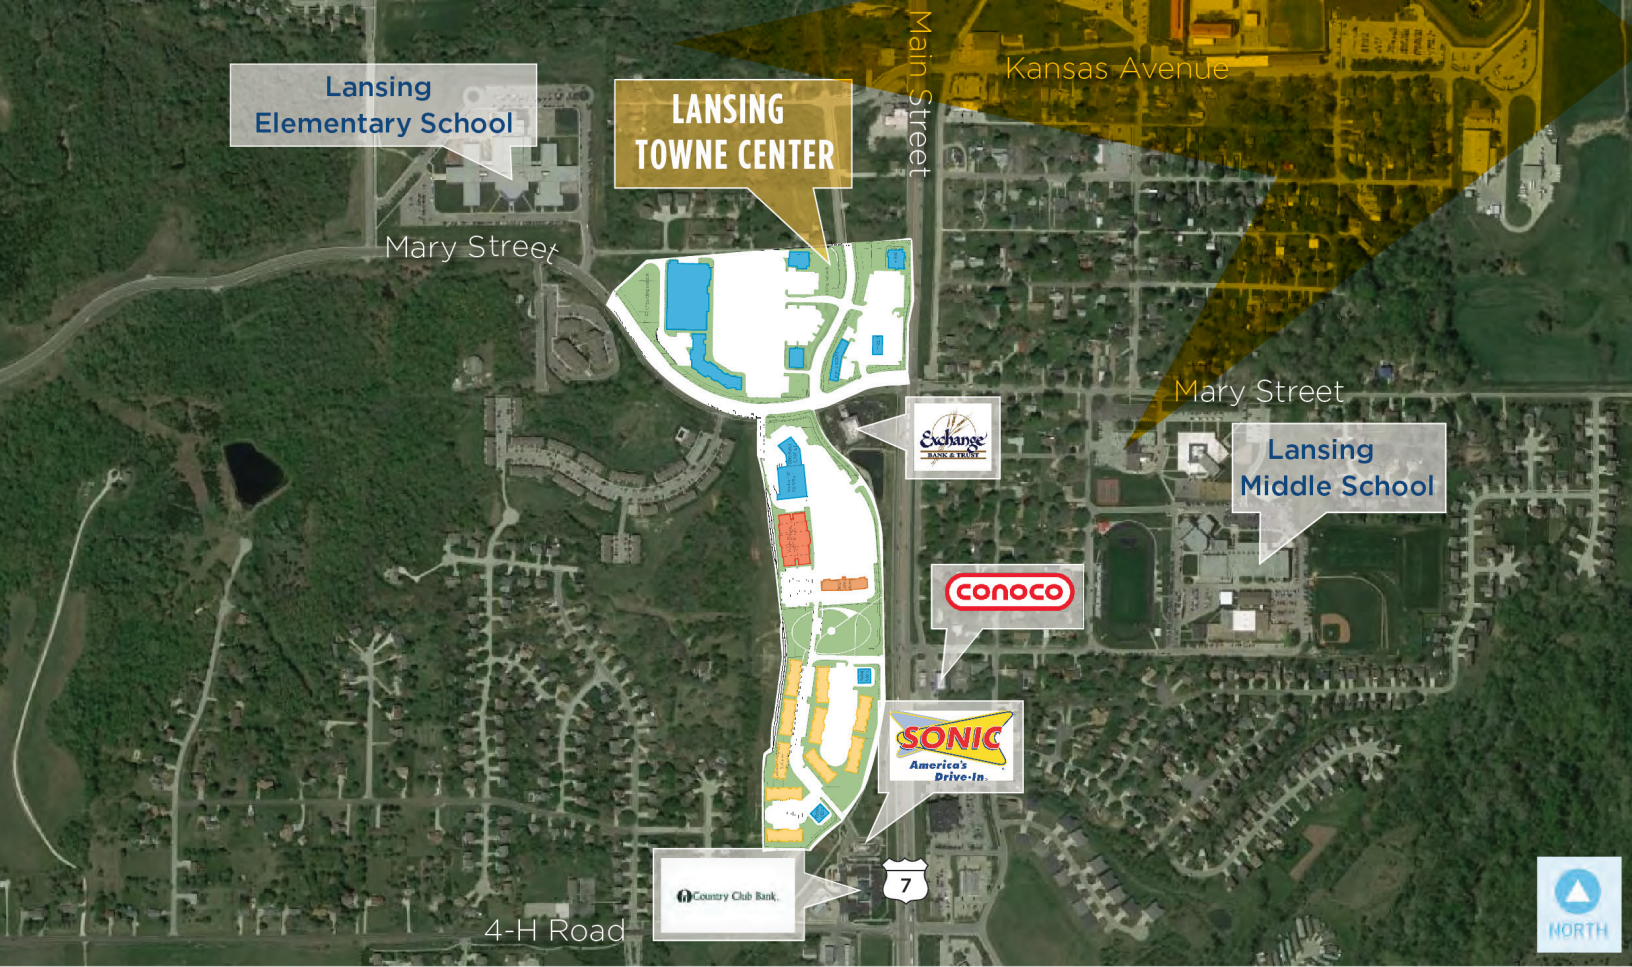 Main Street
Kansas Avenue
Lansing
Elementary School
LANSING
TOWNE CENTER
Mary Street
Mary Street
Exchange
BANK & TRUST
Lansing
Middle School
conoco
SONIC
America's
Drive-In
7
Country Club Bank
4-H Road
NORTH